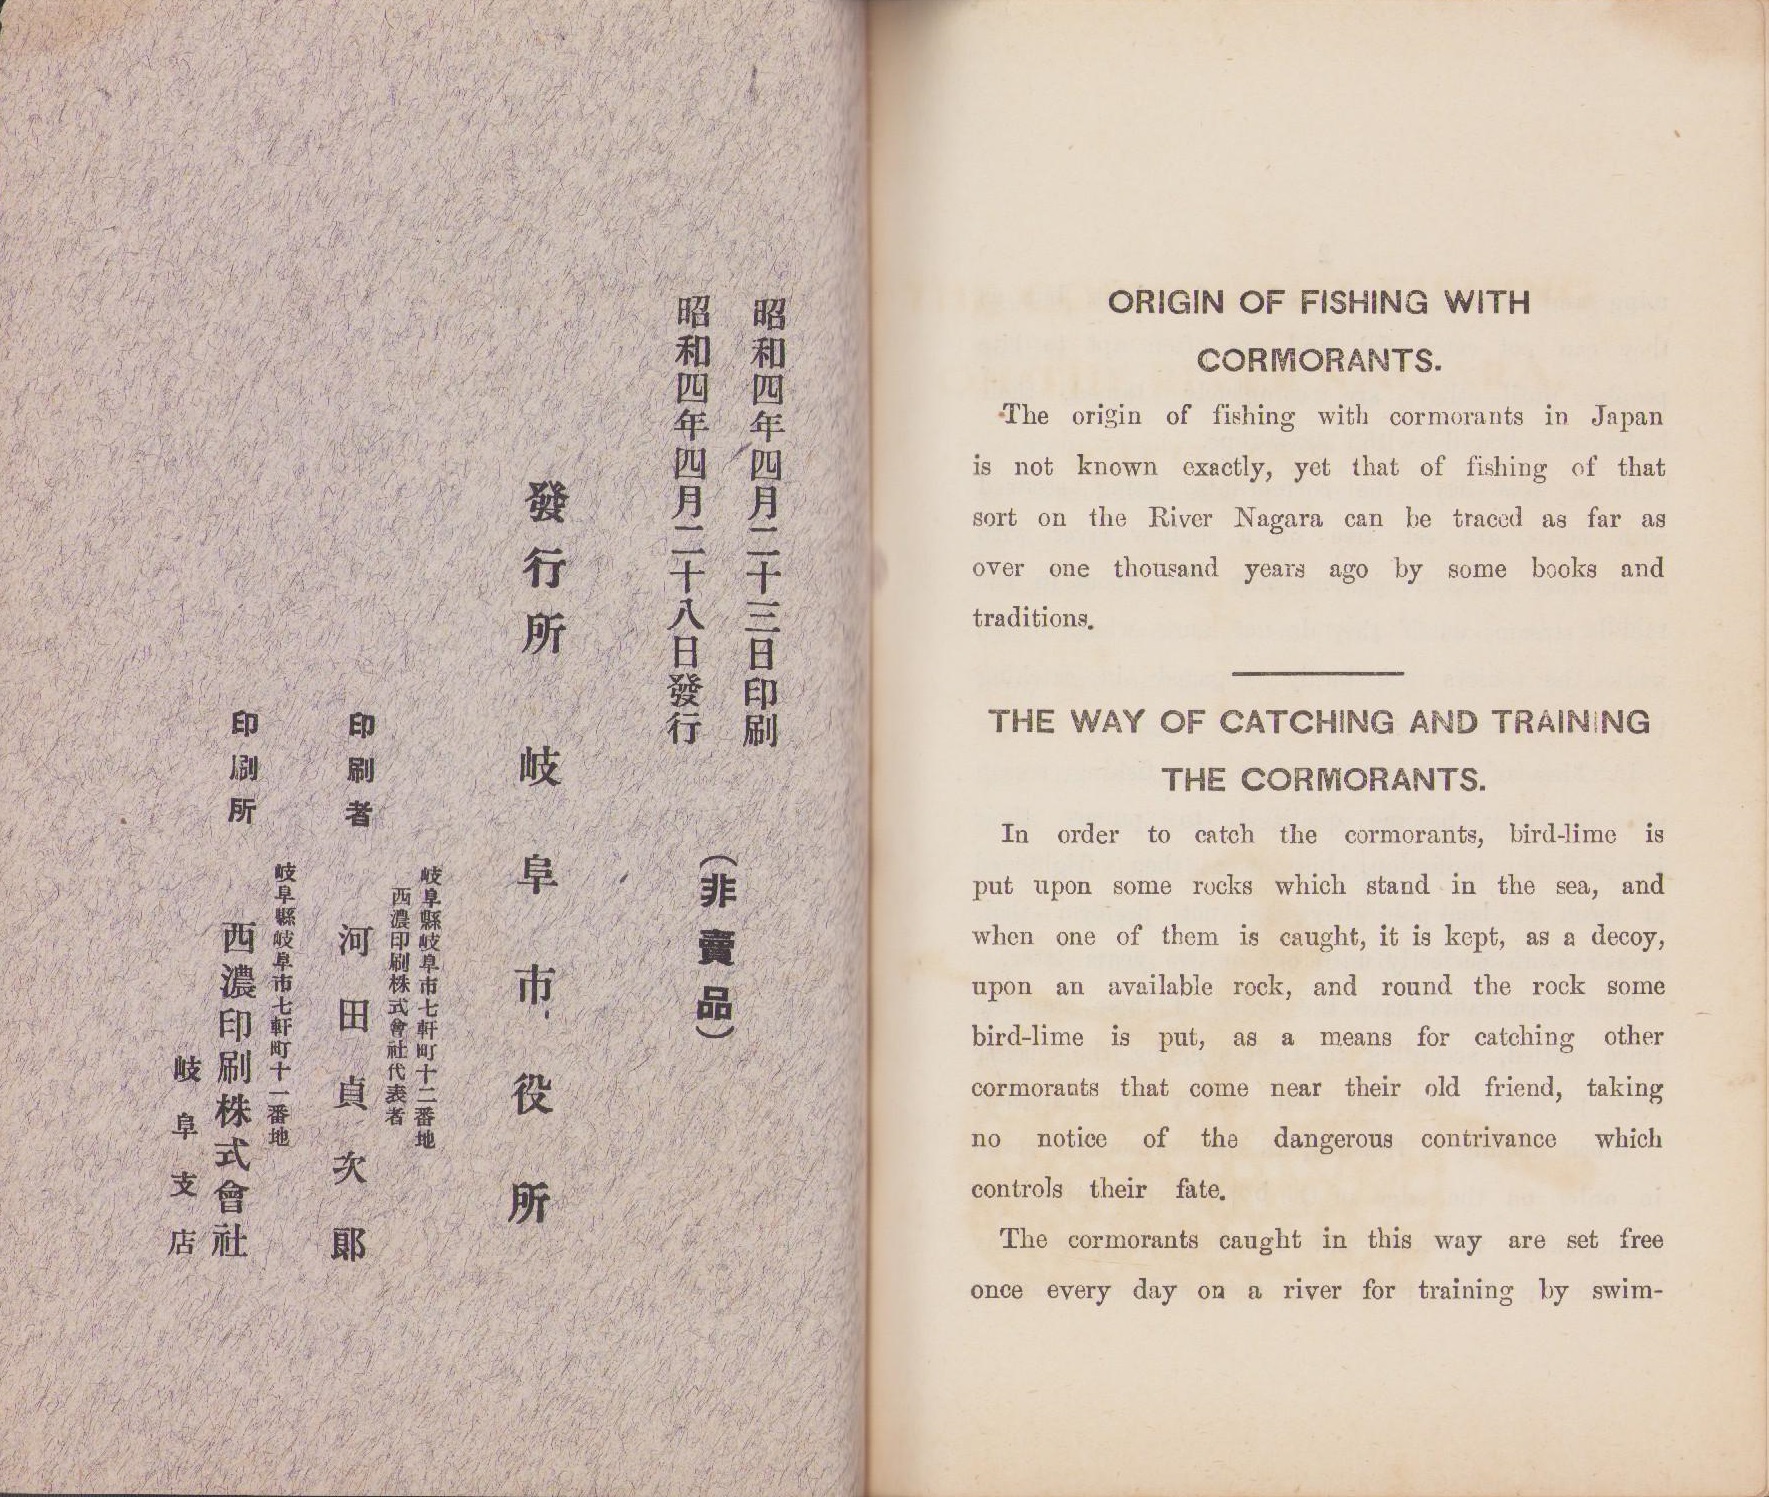 昭和四年四月二十三日印刷
昭和四年四月二十八日發行
(非賣品)
發行所 岐阜市役所
岐阜縣岐阜市七軒町十二番地
西濃印刷株式會社代表者
印刷者 河田貞次郞
岐阜縣岐阜市七軒町十一番地
印刷所 西濃印刷株式會社
岐阜支店
ORIGIN OF FISHING WITH
CORMORANTS.
The origin of fishing with cormorants in Japan
is not known exactly, yet that of fishing of that
sort on the River Nagara can be traced as far as
over one thousand years ago by some books and
traditions.
THE WAY OF CATCHING AND TRAINING
THE CORMORANTS.
In order to catch the cormorants, bird-lime is
put upon some rocks which stand in the sea, and
when one of them is caught, it is kept, as a decoy,
upon an available rock, and round the rock some
bird-lime is put, as a means for catching other
cormorants that come near their old friend, taking
no notice of the dangerous contrivance which
controls their fate.
The cormorants caught in this way are set free
once every day on a river for training by swim-